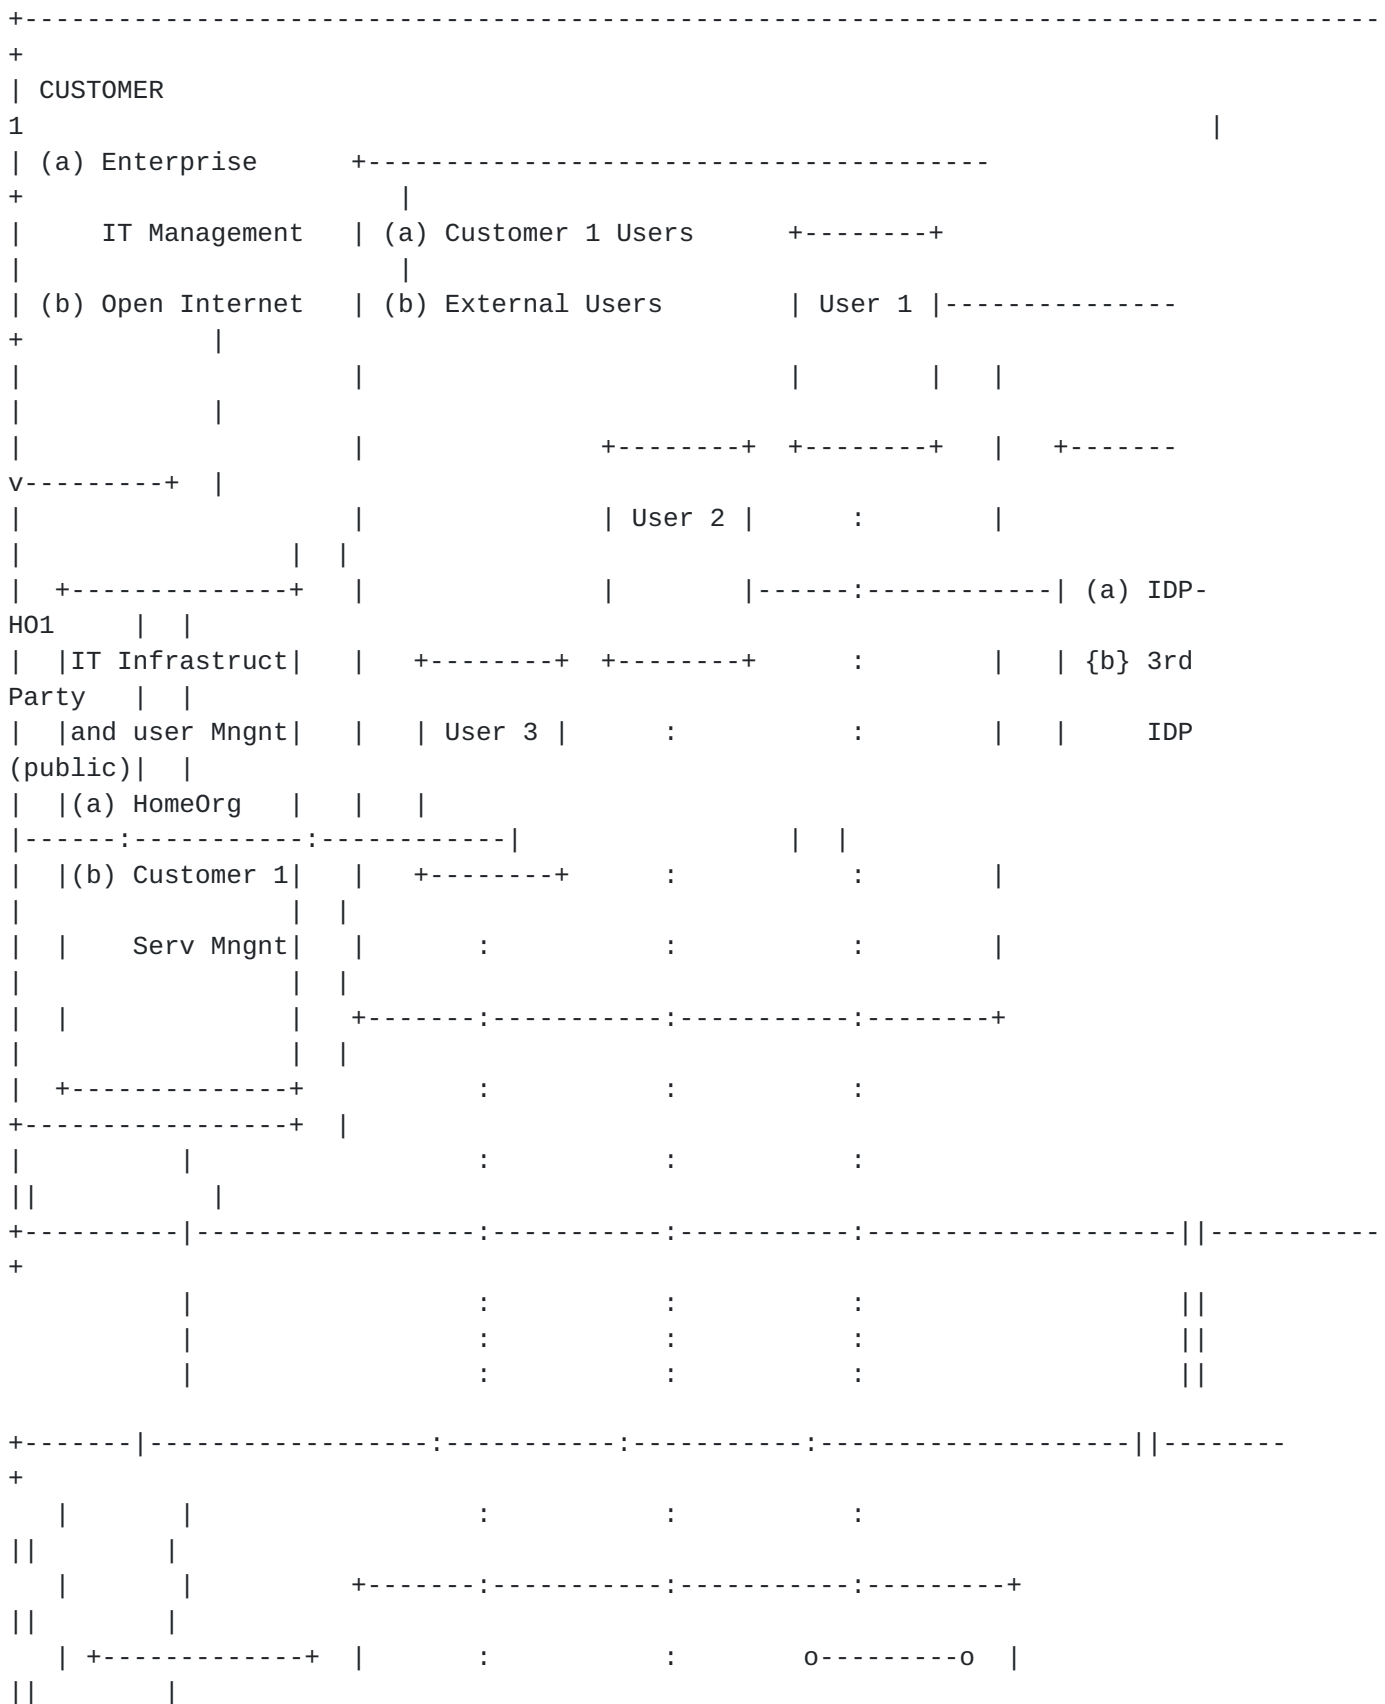 +---------------------------------------------------------------------------------------
+
| CUSTOMER
1                                                                            |
| (a) Enterprise      +----------------------------------------
+                        |
|     IT Management   | (a) Customer 1 Users      +--------+
|                        |
| (b) Open Internet   | (b) External Users        | User 1 |---------------
+            |
|                     |                           |        |   |
|            |
|                     |               +--------+  +--------+   |   +-------
v---------+  |
|                     |               | User 2 |      :        |
|                 |  |
|  +--------------+   |               |        |------:------------| (a) IDP-
HO1       |  |
|  |IT Infrastruct|   |   +--------+  +--------+      :        |   | {b} 3rd
Party   |  |
|  |and user Mngnt|   |   | User 3 |      :           :        |   |     IDP
(public)|  |
|  |(a) HomeOrg   |   |   |
|------:-----------:------------|                 |  |
|  |(b) Customer 1|   |   +--------+      :           :        |
|                 |  |
|  |    Serv Mngnt|   |       :           :           :        |
|                 |  |
|  |              |   +-------:-----------:-----------:--------+
|                 |  |
|  +--------------+           :           :           :
+-----------------+  |
|          |                  :           :           :
||            |
+----------|------------------:-----------:-----------:--------------------||-----------
+
           |                  :           :           :                    ||
           |                  :           :           :                    ||
           |                  :           :           :                    ||
+-------|------------------:-----------:-----------:--------------------||--------
+
   |       |                  :           :           :
||         |
   |       |          +-------:-----------:-----------:---------+
||         |
   | +-------------+  |       :           :        o---------o  |
||         |